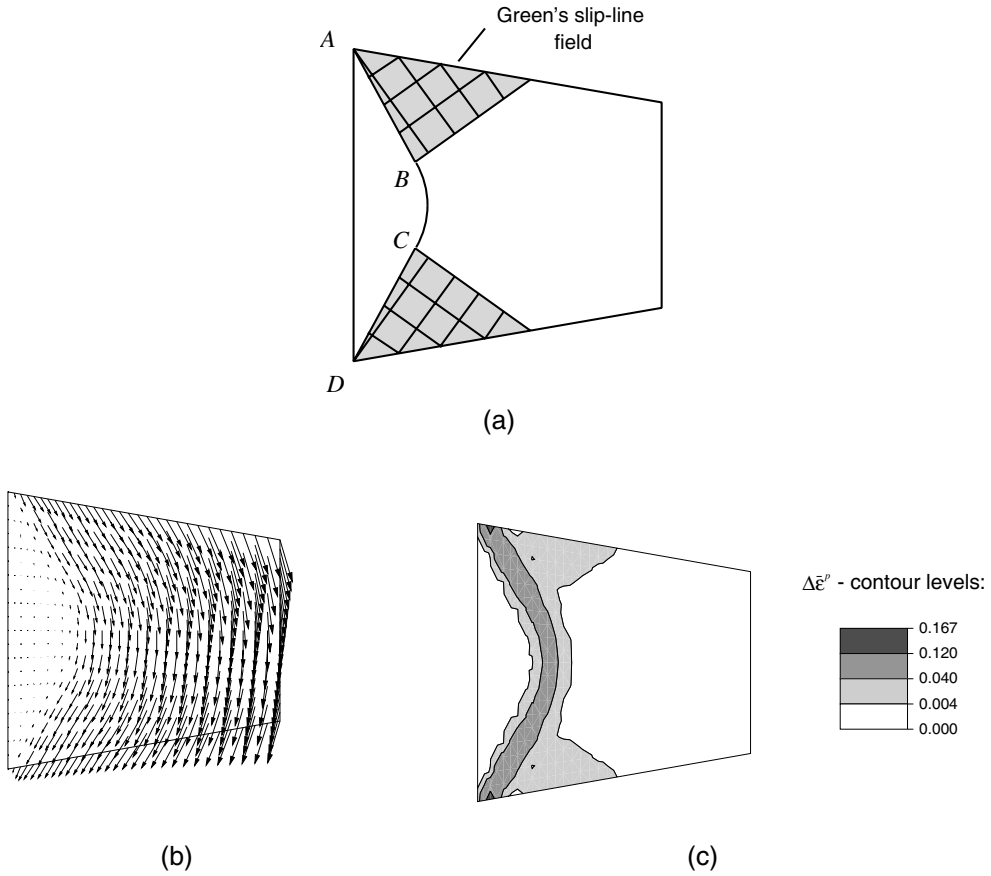 Green's slip-line
field
A
B
C
D
(a)
Δε̄ᵖ - contour levels:
0.167
0.120
0.040
0.004
0.000
(b)
(c)